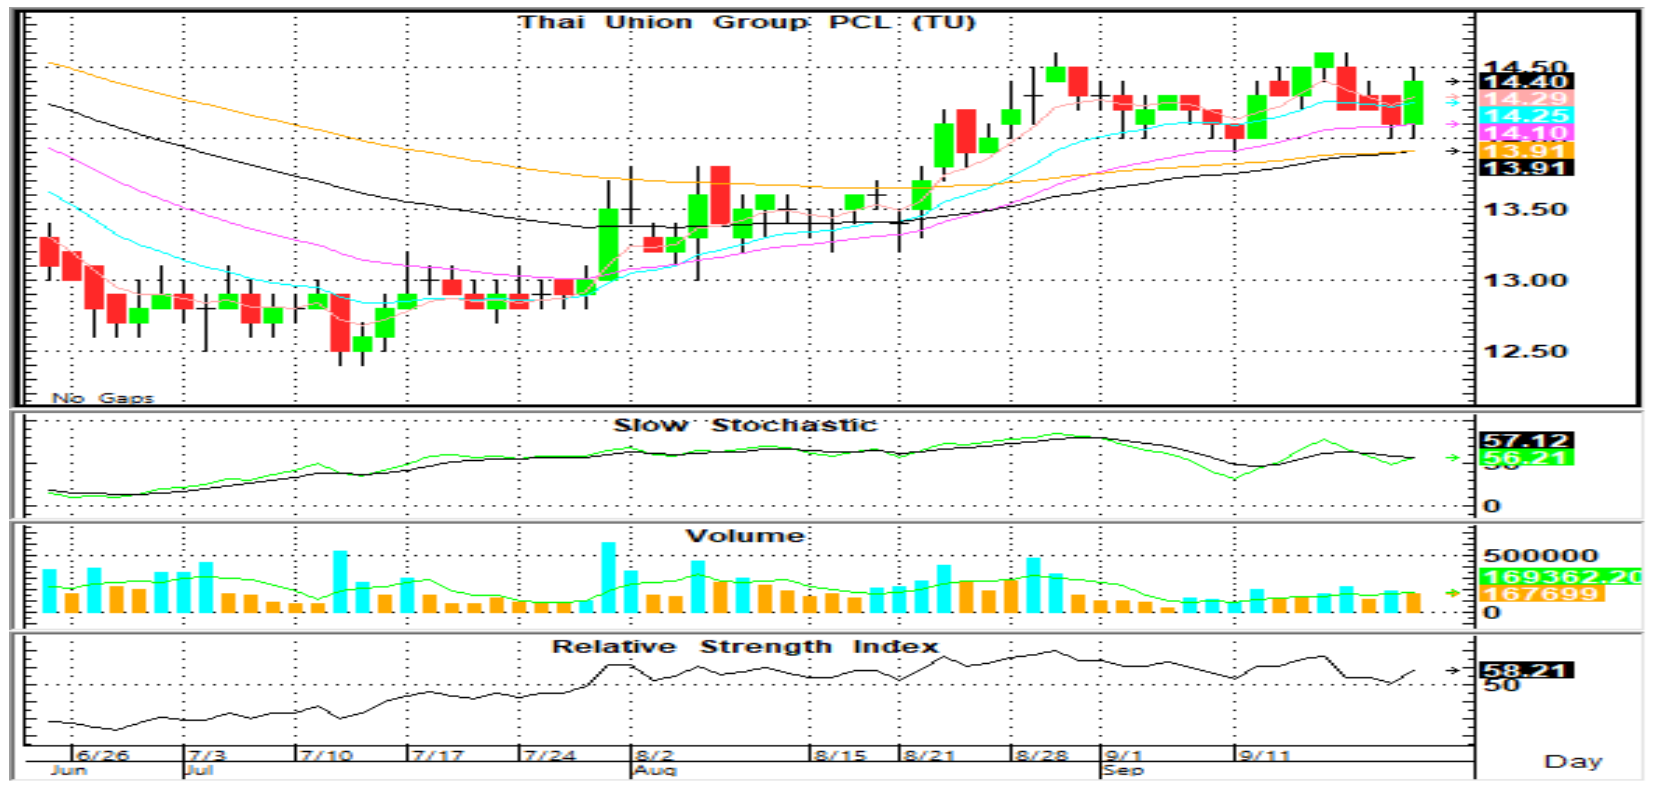 Thai Union Group PCL (TU)
14.50
14.40
14.29
14.25
14.10
13.91
13.91
13.50
13.00
12.50
No Gaps
Slow Stochastic
57.12
56.21
0
Volume
500000
169362.20
167699
0
Relative Strength Index
58.21
50
6/26 7/3 7/10 7/17 7/24 8/2 8/15 8/21 8/28 9/1 9/11
Jun Jul Aug Sep
Day